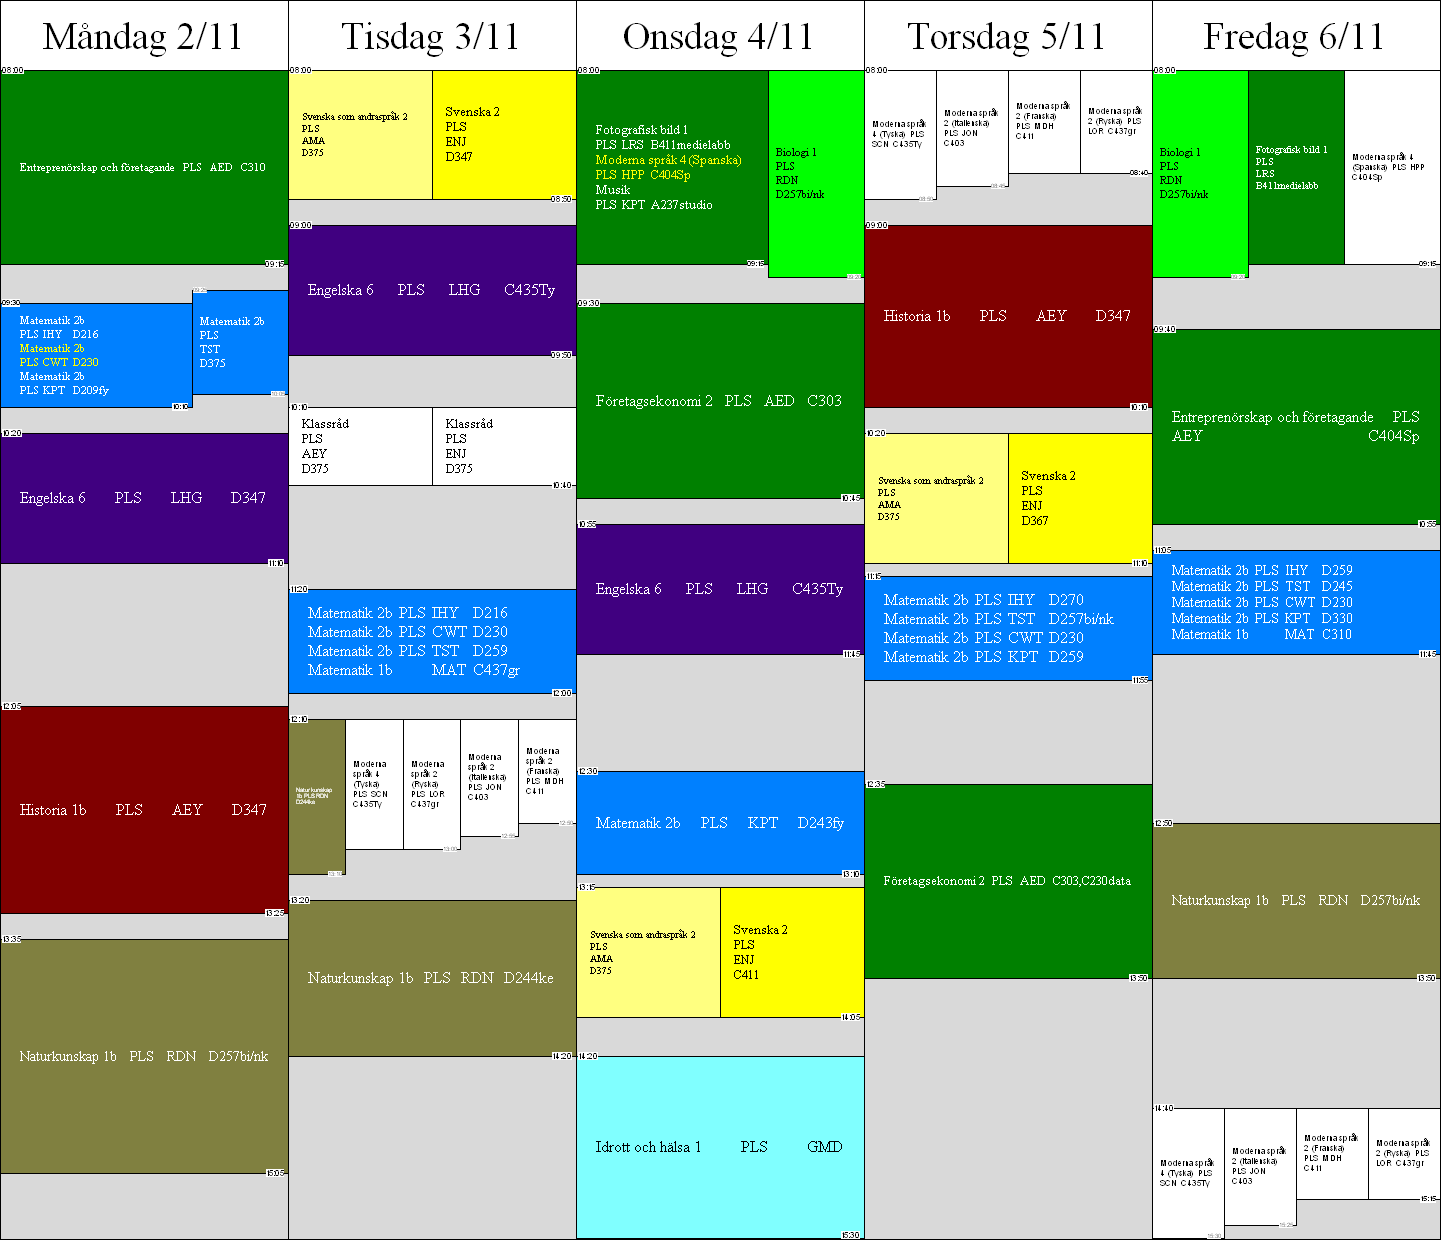 Måndag 2/11
08:00
Entreprenörskap och företagande PLS AED C310
09:15
09:25
09:30
Matematik 2b
PLS IHY D216
Matematik 2b
PLS CWT D230
Matematik 2b
PLS KPT D209fy
10:10
Matematik 2b
PLS
TST
D375
10:05
10:20
Engelska 6 PLS LHG D347
11:10
12:05
Historia 1b PLS AEY D347
13:25
13:35
Naturkunskap 1b PLS RDN D257bi/nk
15:05
Tisdag 3/11
08:00
Svenska som andraspråk 2
PLS
AMA
D375
Svenska 2
PLS
ENJ
D347
08:50
09:00
Engelska 6 PLS LHG C435Ty
09:50
10:10
Klassråd
PLS
AEY
D375
Klassråd
PLS
ENJ
D375
10:40
11:20
Matematik 2b PLS IHY D216
Matematik 2b PLS CWT D230
Matematik 2b PLS TST D259
Matematik 1b MAT C437gr
12:00
12:10
Naturkunskap
1b PLS RDN
D244ke
13:10
Moderna
språk 4
(Tyska)
PLS SCN
C435Ty
Moderna
språk 2
(Ryska)
PLS LOR
C437gr
13:00
Moderna
språk 2
(Italienska)
PLS JON
C403
12:55
Moderna
språk 2
(Franska)
PLS MDH
C411
12:50
13:20
Naturkunskap 1b PLS RDN D244ke
14:20
Onsdag 4/11
08:00
Fotografisk bild 1
PLS LRS B411medielabb
Moderna språk 4 (Spanska)
PLS HPP C404Sp
Musik
PLS KPT A237studio
09:15
Biologi 1
PLS
RDN
D257bi/nk
09:20
09:30
Företagsekonomi 2 PLS AED C303
10:45
10:55
Engelska 6 PLS LHG C435Ty
11:45
12:30
Matematik 2b PLS KPT D243fy
13:10
13:15
Svenska som andraspråk 2
PLS
AMA
D375
Svenska 2
PLS
ENJ
C411
14:05
14:20
Idrott och hälsa 1 PLS GMD
15:30
Torsdag 5/11
08:00
Moderna språk
4 (Tyska) PLS
SCN C435Ty
08:50
Moderna språk
2 (Italienska)
PLS JON
C403
08:45
Moderna språk
2 (Franska)
PLS MDH
C411
Moderna språk
2 (Ryska) PLS
LOR C437gr
08:40
09:00
Historia 1b PLS AEY D347
10:10
10:20
Svenska som andraspråk 2
PLS
AMA
D375
Svenska 2
PLS
ENJ
D367
11:10
11:15
Matematik 2b PLS IHY D270
Matematik 2b PLS TST D257bi/nk
Matematik 2b PLS CWT D230
Matematik 2b PLS KPT D259
11:55
12:35
Företagsekonomi 2 PLS AED C303,C230data
13:50
Fredag 6/11
08:00
Biologi 1
PLS
RDN
D257bi/nk
09:20
Fotografisk bild 1
PLS
LRS
B411medielabb
Moderna språk 4
(Spanska) PLS HPP
C404Sp
09:15
09:40
Entreprenörskap och företagande PLS
AEY C404Sp
10:55
11:05
Matematik 2b PLS IHY D259
Matematik 2b PLS TST D245
Matematik 2b PLS CWT D230
Matematik 2b PLS KPT D330
Matematik 1b MAT C310
11:45
12:50
Naturkunskap 1b PLS RDN D257bi/nk
13:50
14:40
Moderna språk
4 (Tyska) PLS
SCN C435Ty
15:30
Moderna språk
2 (Italienska)
PLS JON
C403
15:25
Moderna språk
2 (Franska)
PLS MDH
C411
Moderna språk
2 (Ryska) PLS
LOR C437gr
15:15